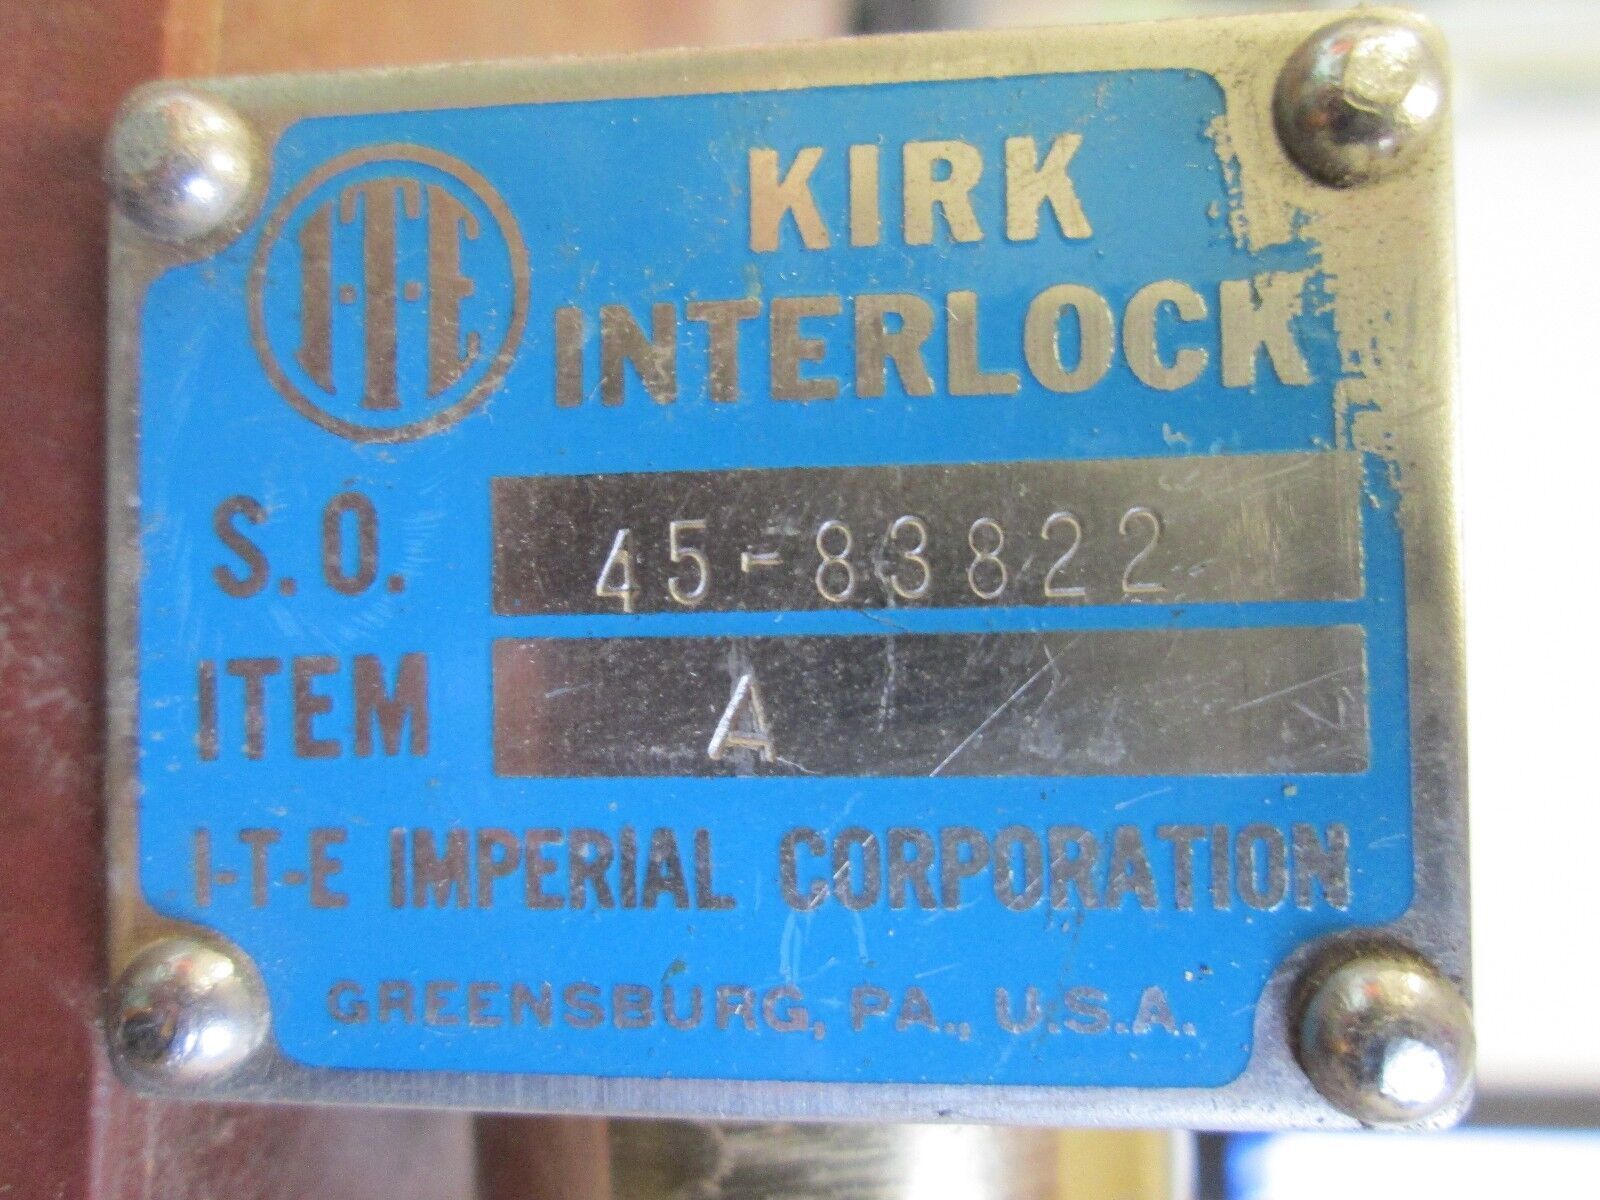 I-T-E
KIRK
INTERLOCK
S.O. 45-83822
ITEM A
I-T-E IMPERIAL CORPORATION
GREENSBURG, PA., U.S.A.